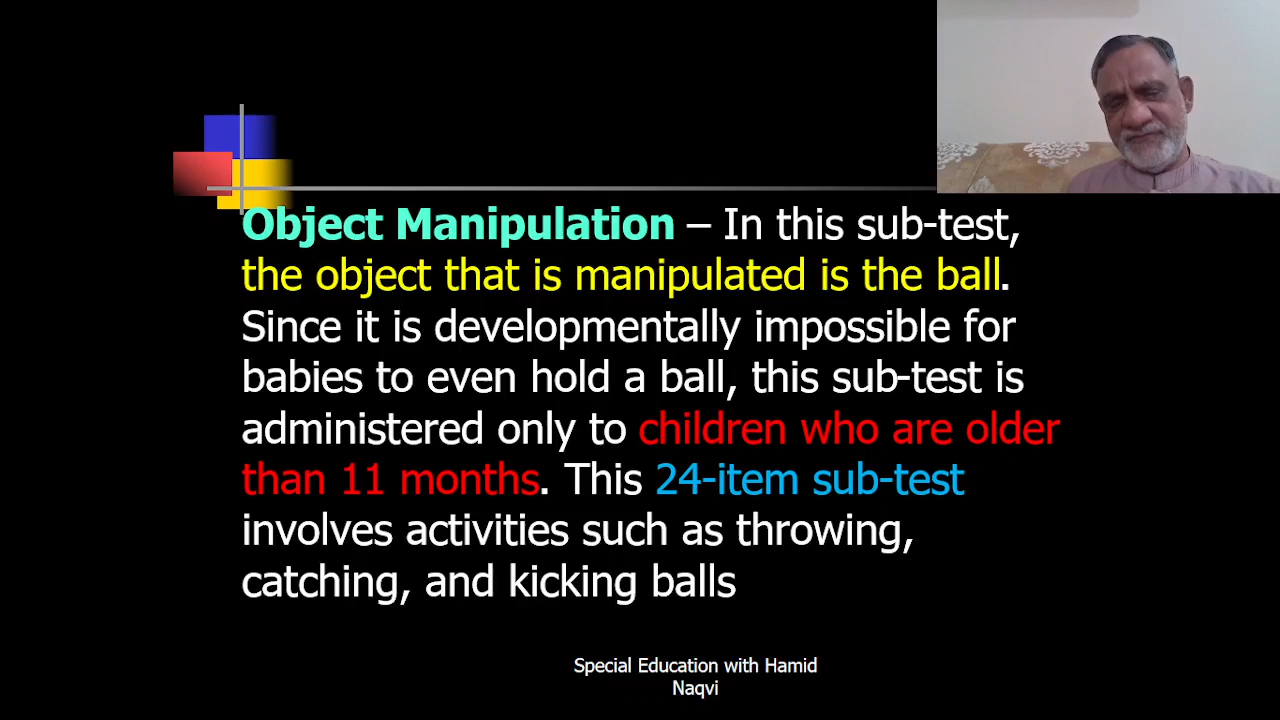 Object Manipulation – In this sub-test,
the object that is manipulated is the ball.
Since it is developmentally impossible for
babies to even hold a ball, this sub-test is
administered only to children who are older
than 11 months. This 24-item sub-test
involves activities such as throwing,
catching, and kicking balls
Special Education with Hamid
Naqvi